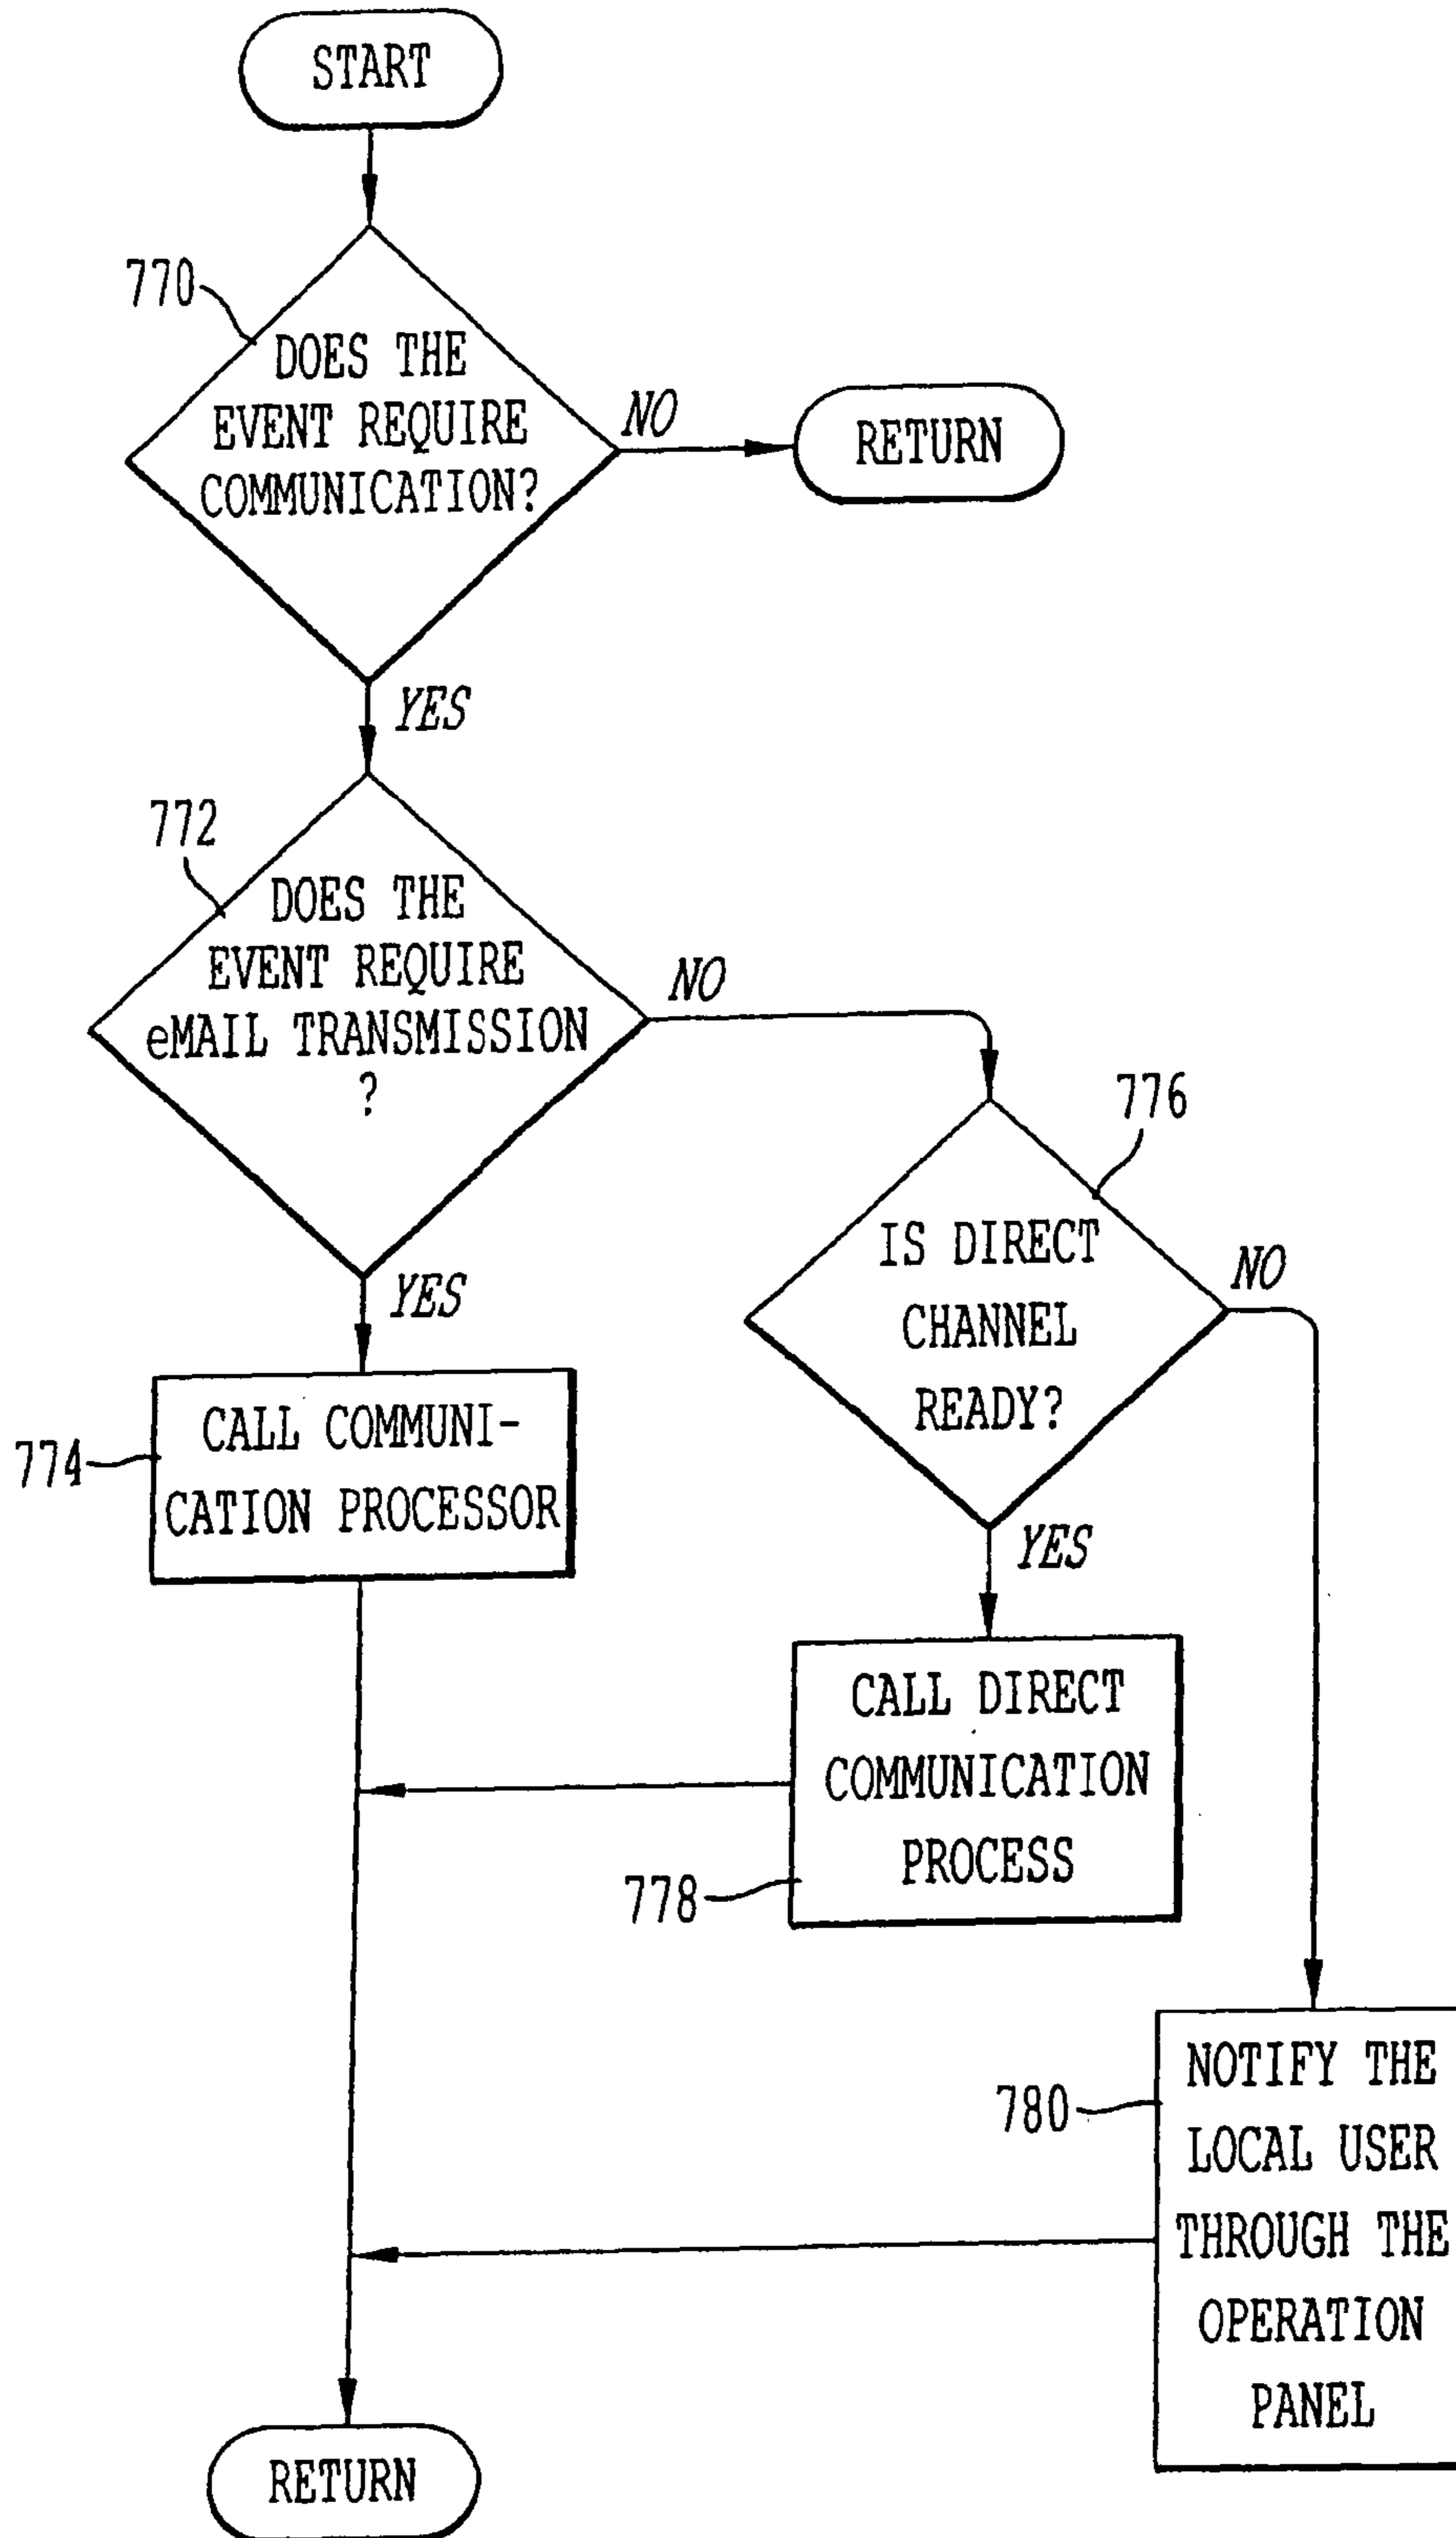 START
770
DOES THE
EVENT REQUIRE
COMMUNICATION?
NO
RETURN
YES
772
DOES THE
EVENT REQUIRE
eMAIL TRANSMISSION
?
NO
776
IS DIRECT
CHANNEL
READY?
NO
YES
YES
774
CALL COMMUNI-
CATION PROCESSOR
778
CALL DIRECT
COMMUNICATION
PROCESS
780
NOTIFY THE
LOCAL USER
THROUGH THE
OPERATION
PANEL
RETURN